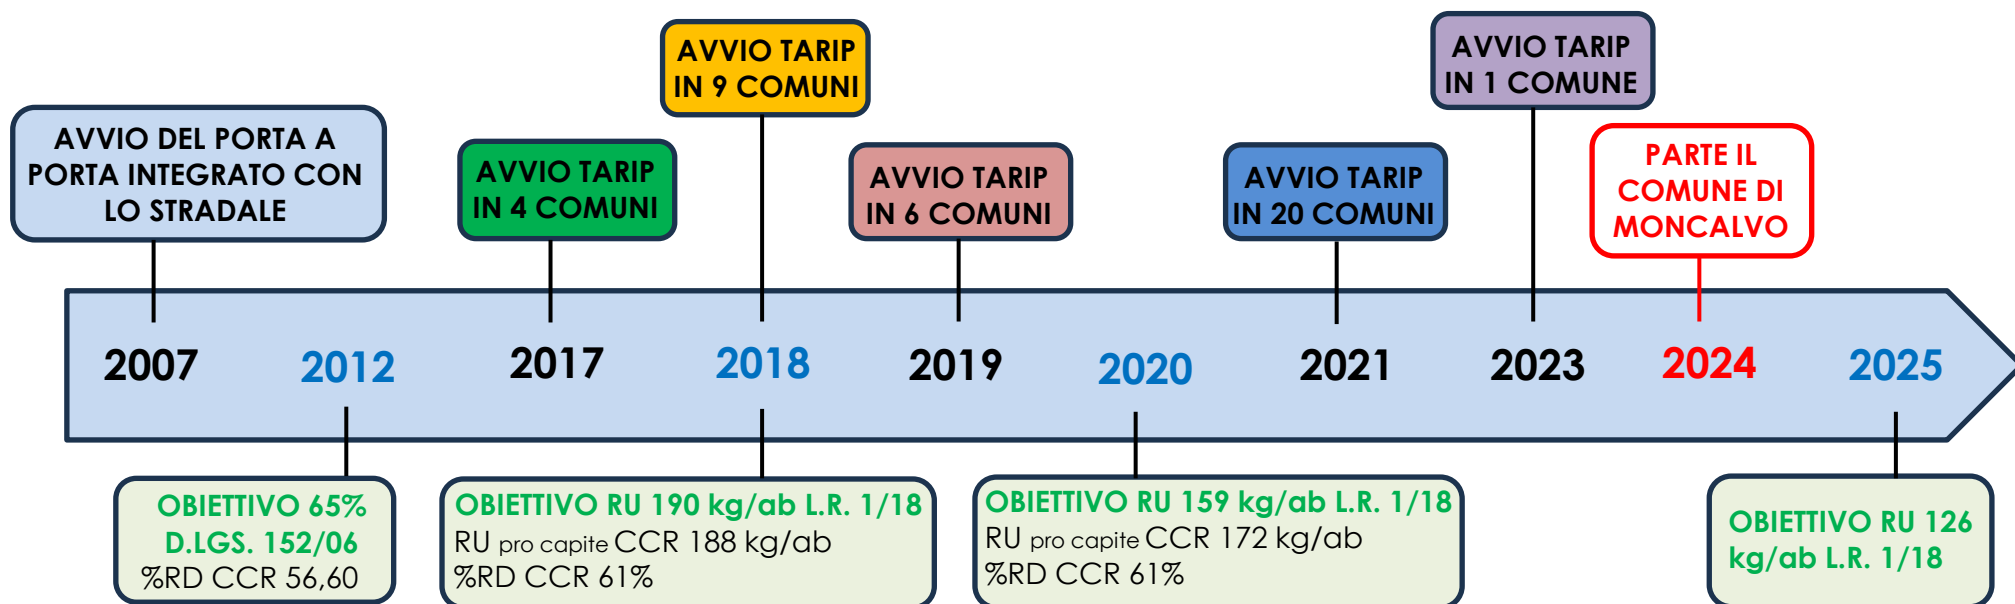 AVVIO DEL PORTA A
PORTA INTEGRATO CON
LO STRADALE
AVVIO TARIP
IN 4 COMUNI
AVVIO TARIP
IN 9 COMUNI
AVVIO TARIP
IN 6 COMUNI
AVVIO TARIP
IN 20 COMUNI
AVVIO TARIP
IN 1 COMUNE
PARTE IL
COMUNE DI
MONCALVO
2007
2012
2017
2018
2019
2020
2021
2023
2024
2025
OBIETTIVO 65%
D.LGS. 152/06
%RD CCR 56,60
OBIETTIVO RU 190 kg/ab L.R. 1/18
RU pro capite CCR 188 kg/ab
%RD CCR 61%
OBIETTIVO RU 159 kg/ab L.R. 1/18
RU pro capite CCR 172 kg/ab
%RD CCR 61%
OBIETTIVO RU 126
kg/ab L.R. 1/18